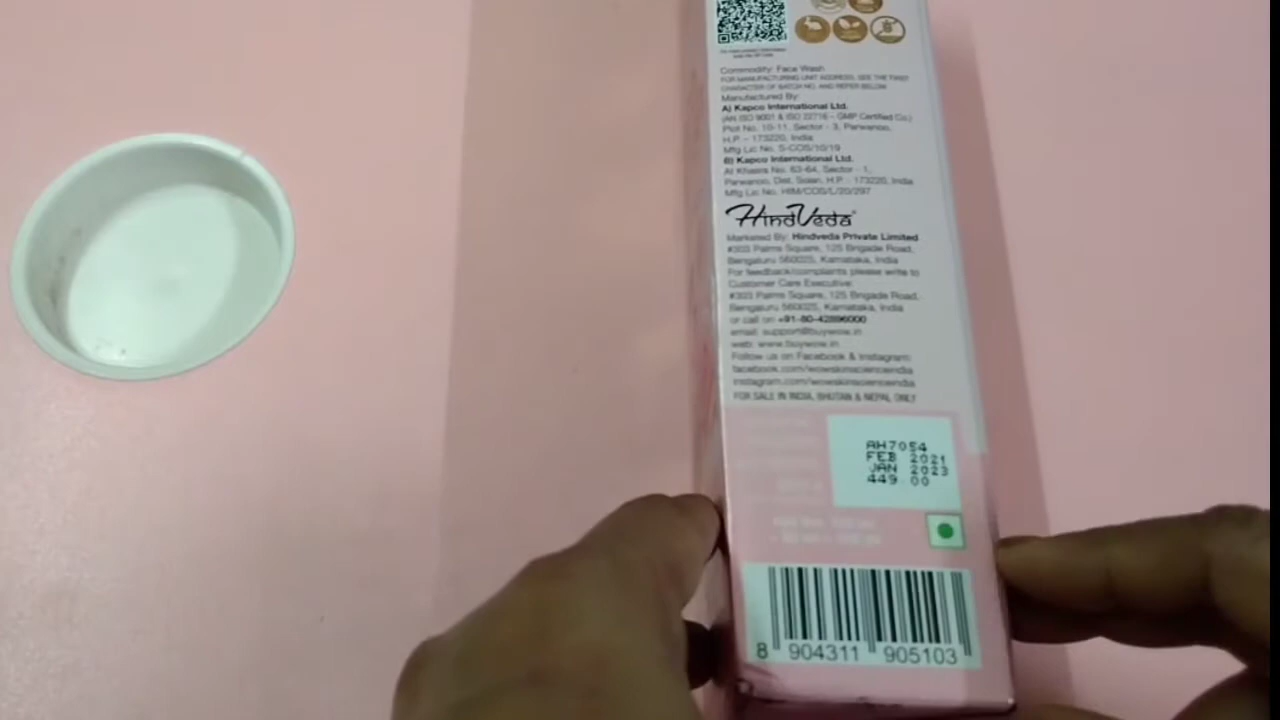 Commodity: Face Wash
FOR MANUFACTURING UNIT ADDRESS, SEE THE FIRST
CHARACTER OF BATCH NO. AND REFER BELOW
Manufactured By:
A) Kapco International Ltd.
(AN ISO 9001 & ISO 22716 - GMP Certified Co.)
Plot No. 10-11, Sector - 3, Parwanoo,
H.P. - 173220, India
Mfg Lic No. S-COS/10/19
B) Kapco International Ltd.
At Khasra No. 63-64, Sector - 1,
Parwanoo, Dist. Solan, H.P. - 173220, India
Mfg Lic No. HIM/COS/L/20/297
HindVeda
Marketed By: Hindveda Private Limited
#303 Palms Square, 125 Brigade Road,
Bengaluru 560025, Karnataka, India
For feedback/complaints please write to
Customer Care Executive:
#303 Palms Square, 125 Brigade Road,
Bengaluru 560025, Karnataka, India
or call on +91-80-42896000
email: support@buywow.in
web: www.buywow.in
Follow us on Facebook & Instagram:
facebook.com/wowskinscienceindia
instagram.com/wowskinscienceindia
FOR SALE IN INDIA, BHUTAN & NEPAL ONLY
AH7054
FEB 2021
JAN 2023
449.00
8 904311 905103